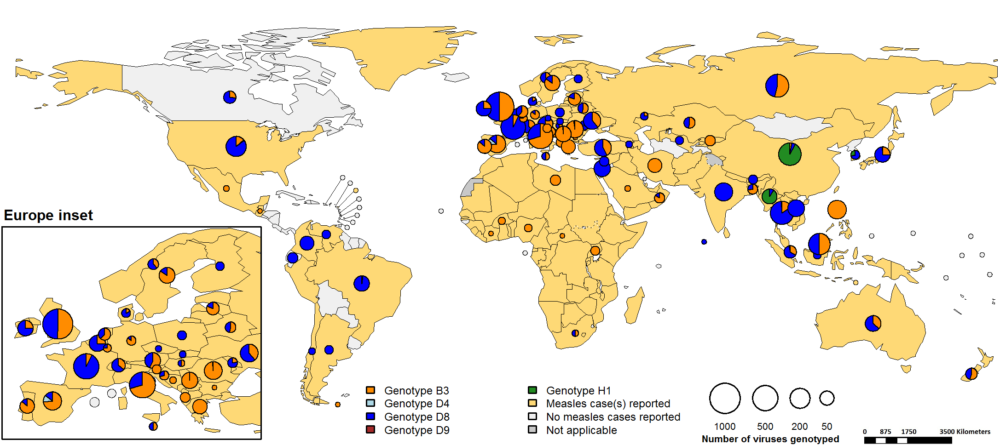 Europe inset
Genotype B3
Genotype D4
Genotype D8
Genotype D9
Genotype H1
Measles case(s) reported
No measles cases reported
Not applicable
1000 500 200 50
Number of viruses genotyped
0 875 1750 3500 Kilometers